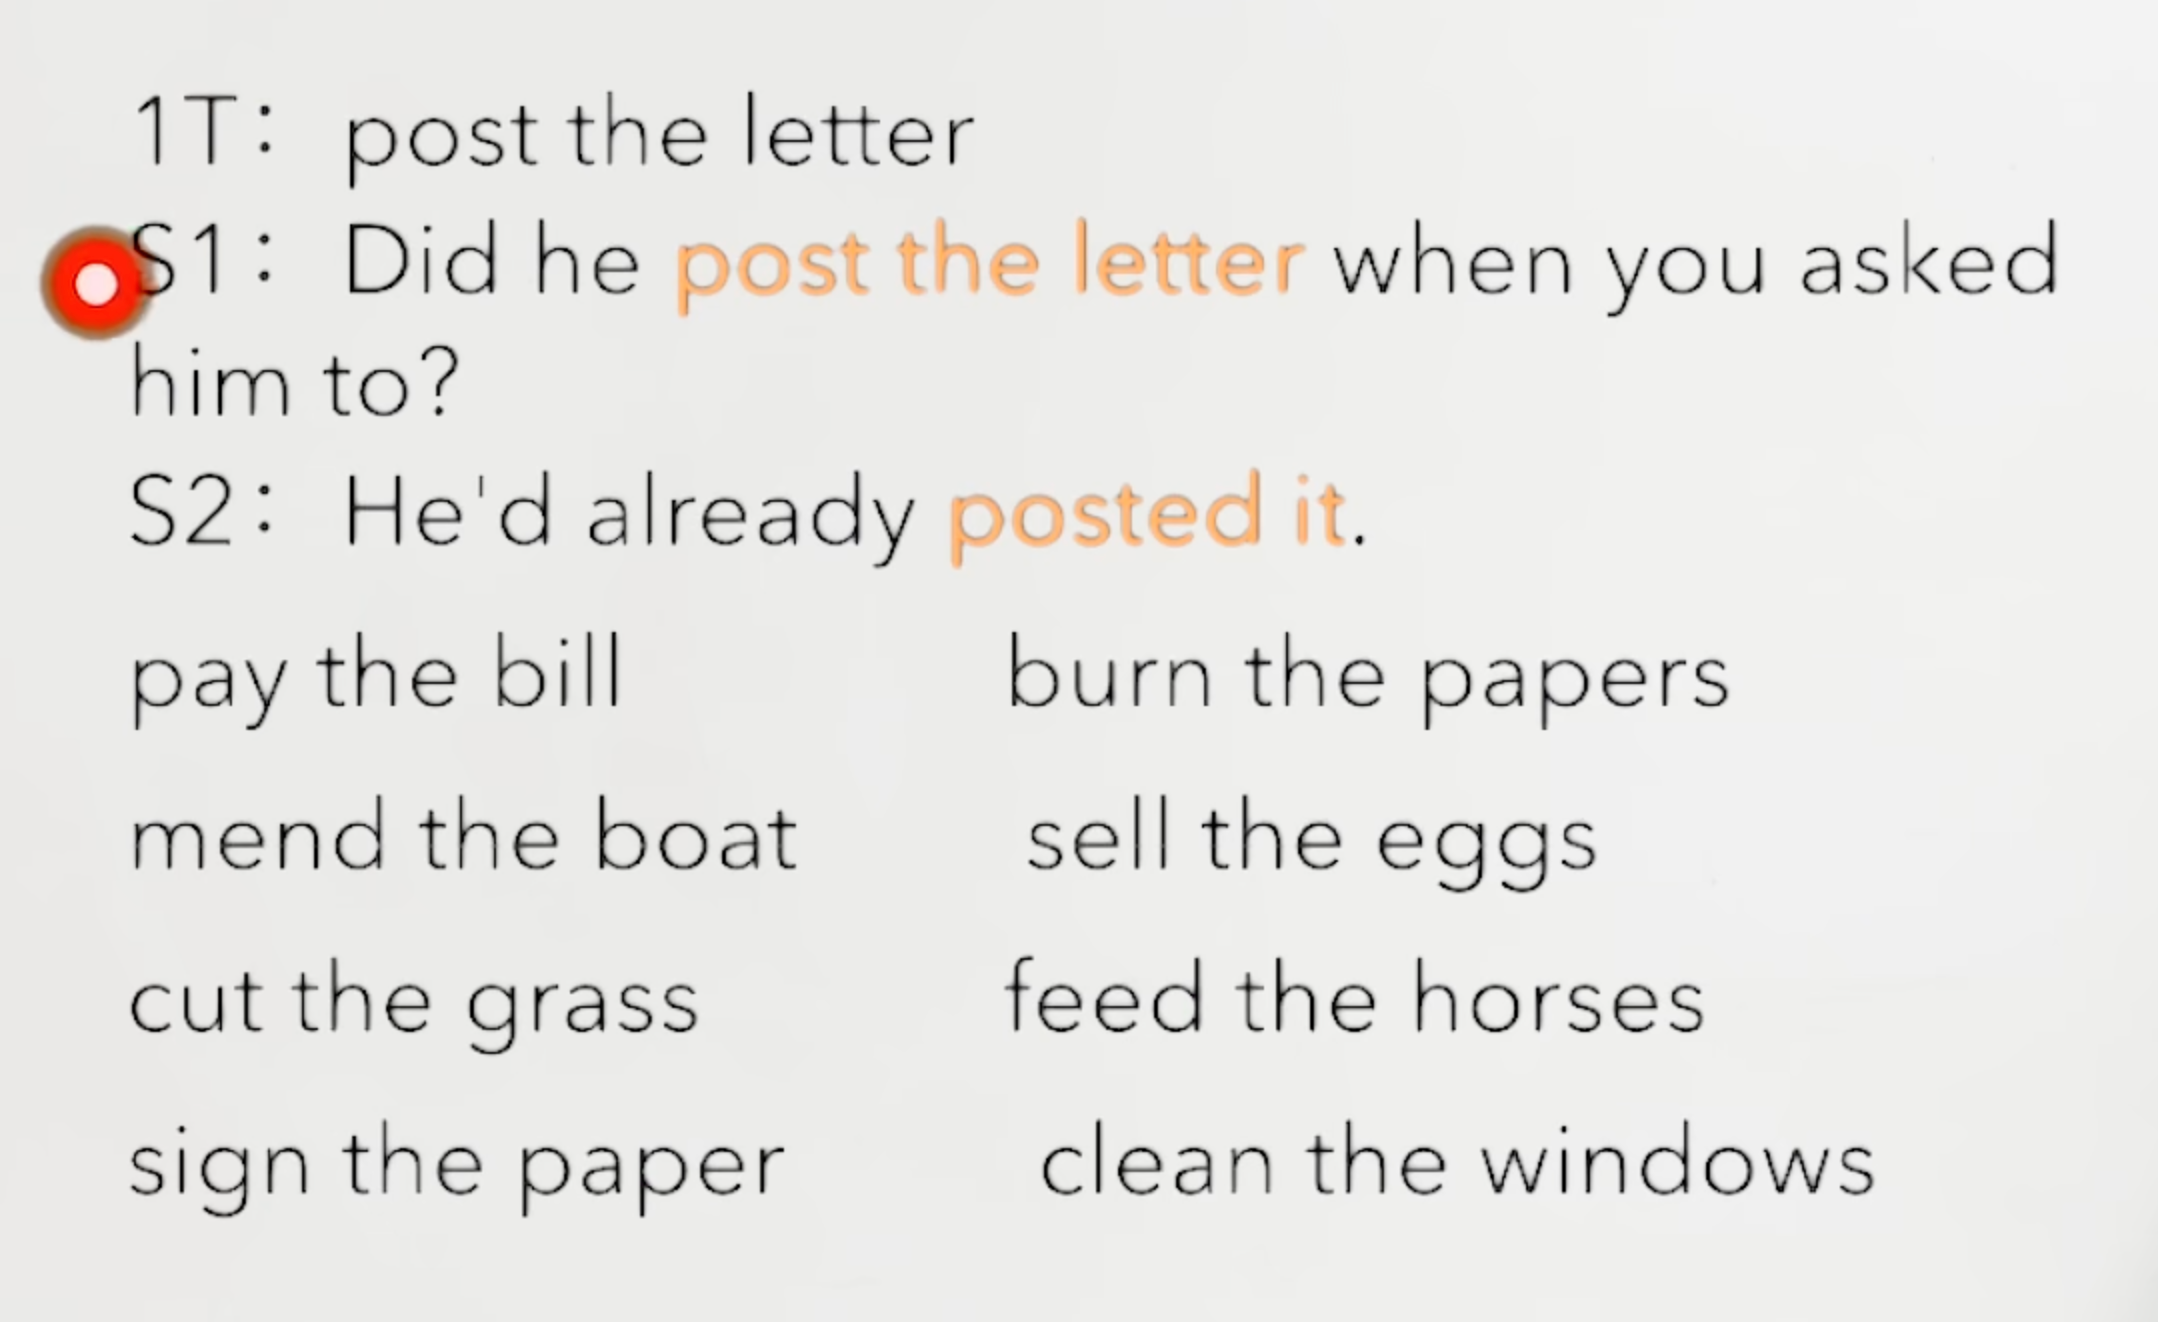 1T: post the letter
S1: Did he post the letter when you asked
him to?
S2: He'd already posted it.
pay the bill burn the papers
mend the boat sell the eggs
cut the grass feed the horses
sign the paper clean the windows